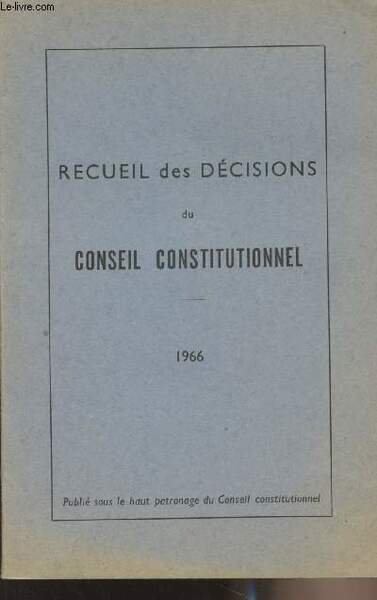 Le-livre.com
RECUEIL des DÉCISIONS
du
CONSEIL CONSTITUTIONNEL
1966
Publié sous le haut patronage du Conseil constitutionnel